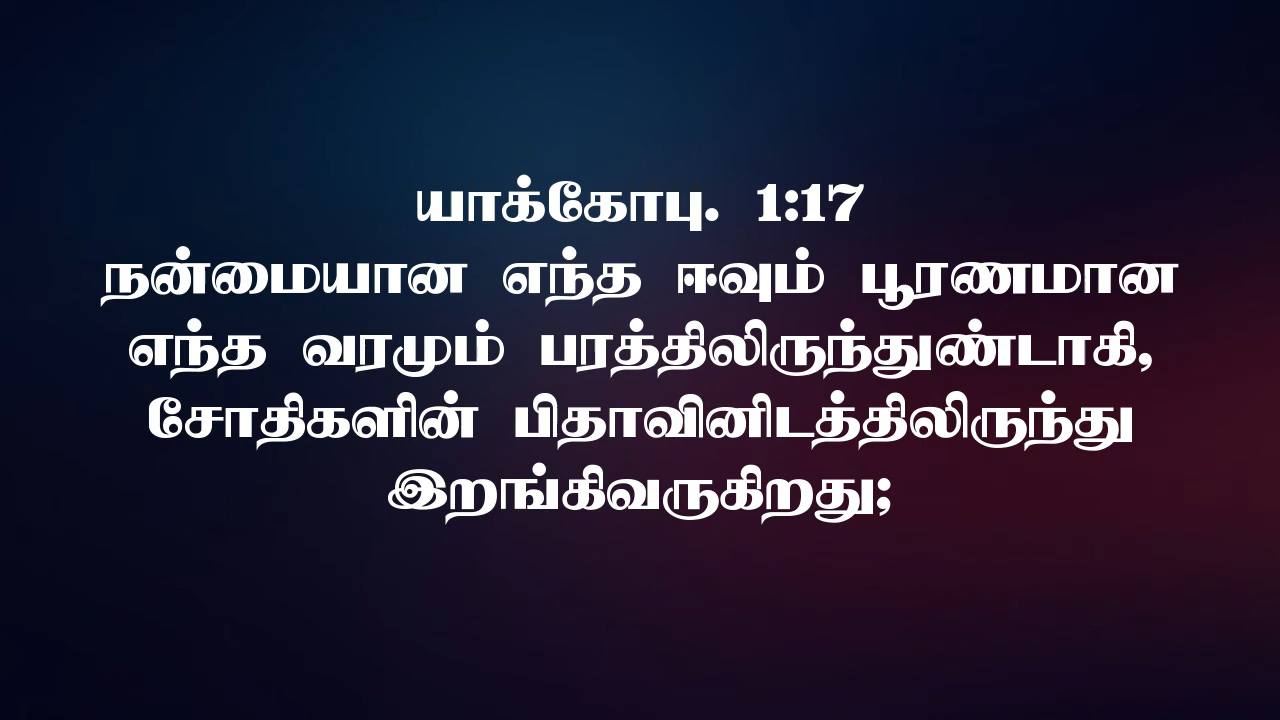 யாக்கோபு. 1:17
நன்மையான எந்த ஈவும் பூரணமான
எந்த வரமும் பரத்திலிருந்துண்டாகி,
சோதிகளின் பிதாவினிடத்திலிருந்து
இறங்கிவருகிறது;